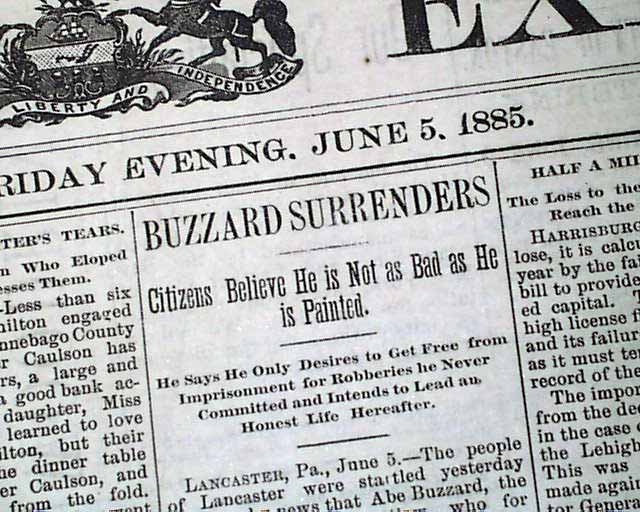 LIBERTY AND INDEPENDENCE
EX
RIDAY EVENING. JUNE 5, 1885.
TER'S TEARS.
n Who Eloped
esses Them.
-Less than six
milton engaged
nnebago County
r Caulson has
rs, a large and
a good bank ac-
daughter, Miss
learned to love
ilton, but their
he dinner table
er Caulson, and
from the fold.
BUZZARD SURRENDERS
Citizens Believe He is Not as Bad as He
is Painted.
He Says He Only Desires to Get Free from
Imprisonment for Robberies he Never
Committed and Intends to Lead an
Honest Life Hereafter.
LANCASTER, Pa., June 5.—The people
of Lancaster were startled yesterday
news that Abe Buzzard, the
who for
HALF A MI
The Loss to the
Reach the
HARRISBURG
lose, it is calc
year by the fai
bill to provide
ed capital.
high license f
and its failur
as it must te
record of the
The impor
from the dec
in the case
the Lehigh
This was
made again
tor Genera